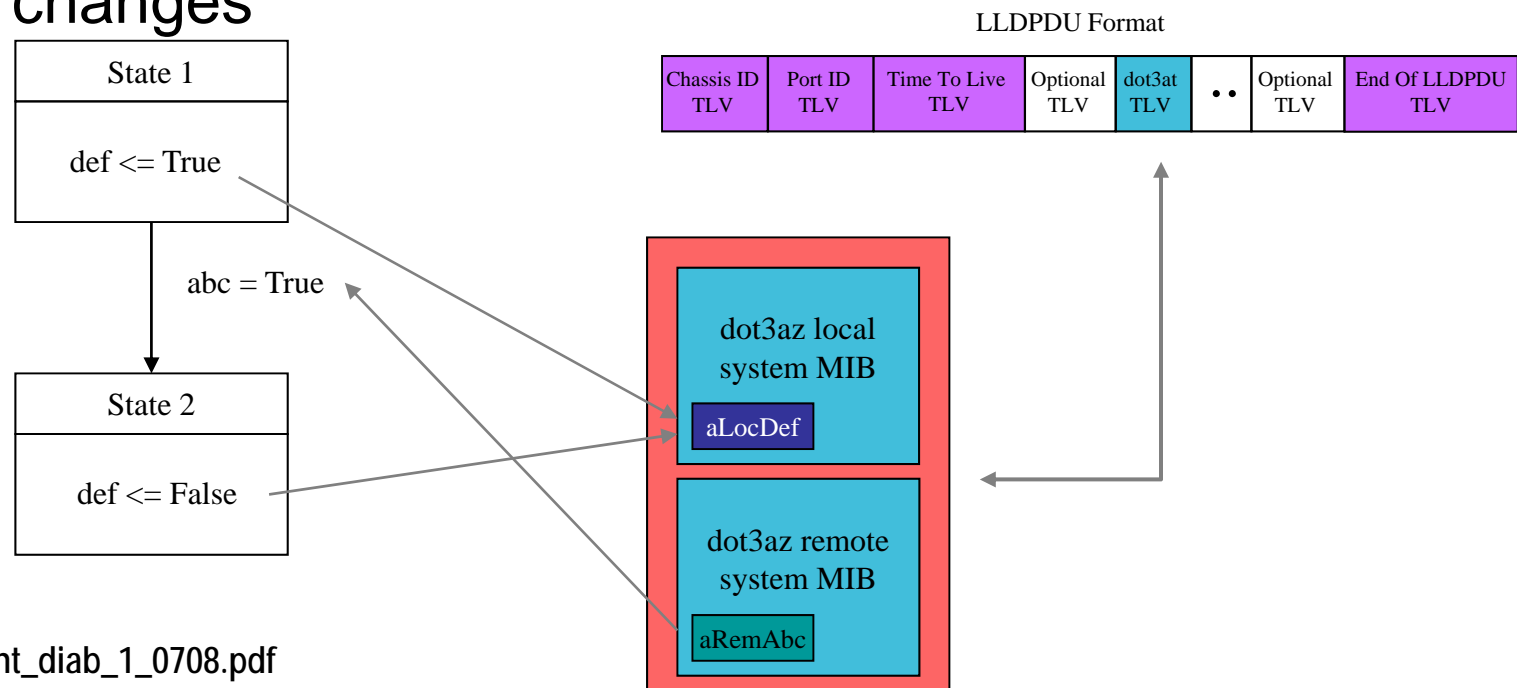 changes
LLDPDU Format
Chassis ID
TLV
Port ID
TLV
Time To Live
TLV
Optional
TLV
dot3at
TLV
..
Optional
TLV
End Of LLDPDU
TLV
State 1
def <= True
abc = True
State 2
def <= False
dot3az local
system MIB
aLocDef
dot3az remote
system MIB
aRemAbc
nt_diab_1_0708.pdf